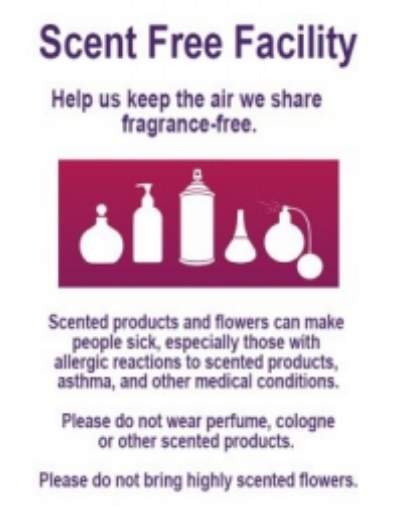 Scent Free Facility
Help us keep the air we share
fragrance-free.
Scented products and flowers can make
people sick, especially those with
allergic reactions to scented products,
asthma, and other medical conditions.
Please do not wear perfume, cologne
or other scented products.
Please do not bring highly scented flowers.